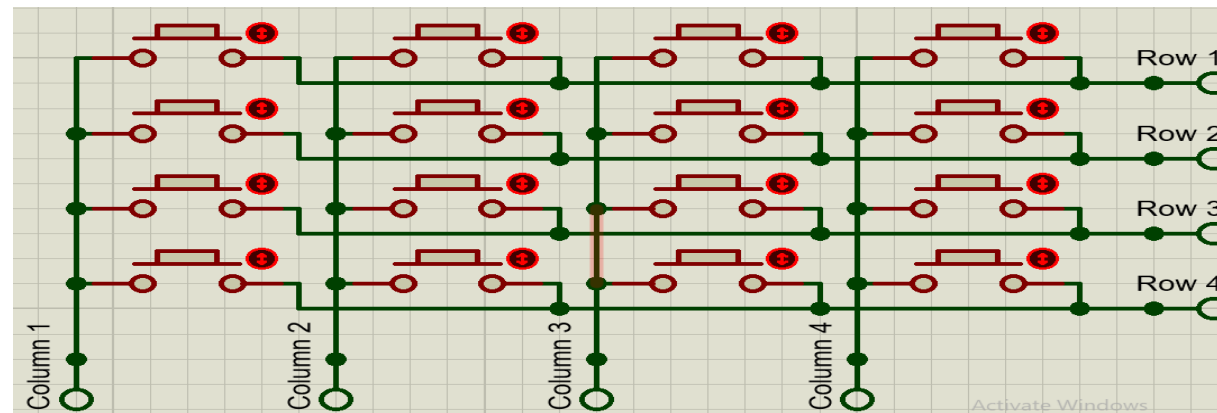 Row 1
Row 2
Row 3
Row 4
Column 1
Column 2
Column 3
Column 4
Activate Windows